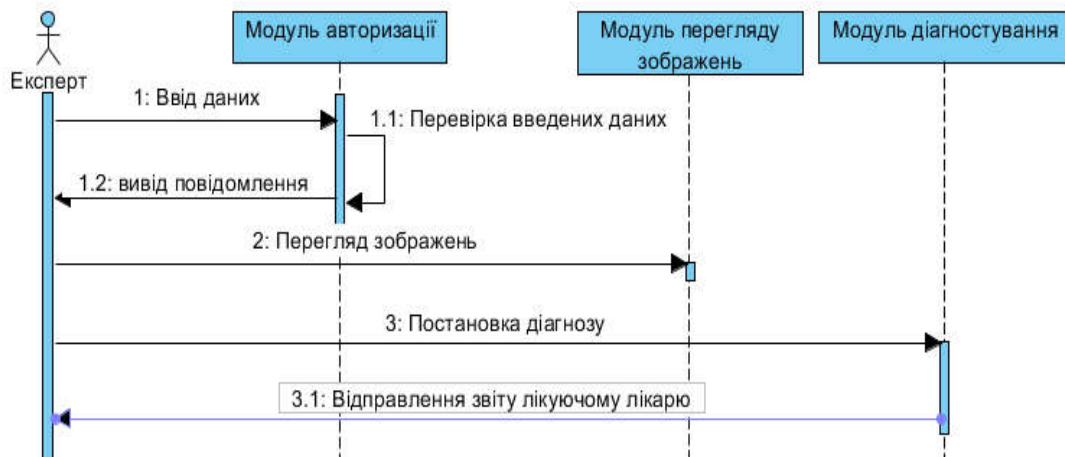 Експерт
Модуль авторизації
Модуль перегляду
зображень
Модуль діагностування
1: Ввід даних
1.1: Перевірка введених даних
1.2: вивід повідомлення
2: Перегляд зображень
3: Постановка діагнозу
3.1: Відправлення звіту лікуючому лікарю